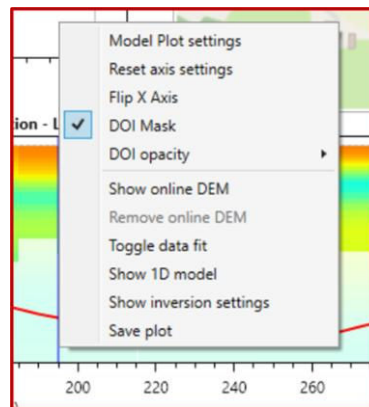 Model Plot settings
Reset axis settings
Flip X Axis
tion - L
DOI Mask
DOI opacity
Show online DEM
Remove online DEM
Toggle data fit
Show 1D model
Show inversion settings
Save plot
200 220 240 260